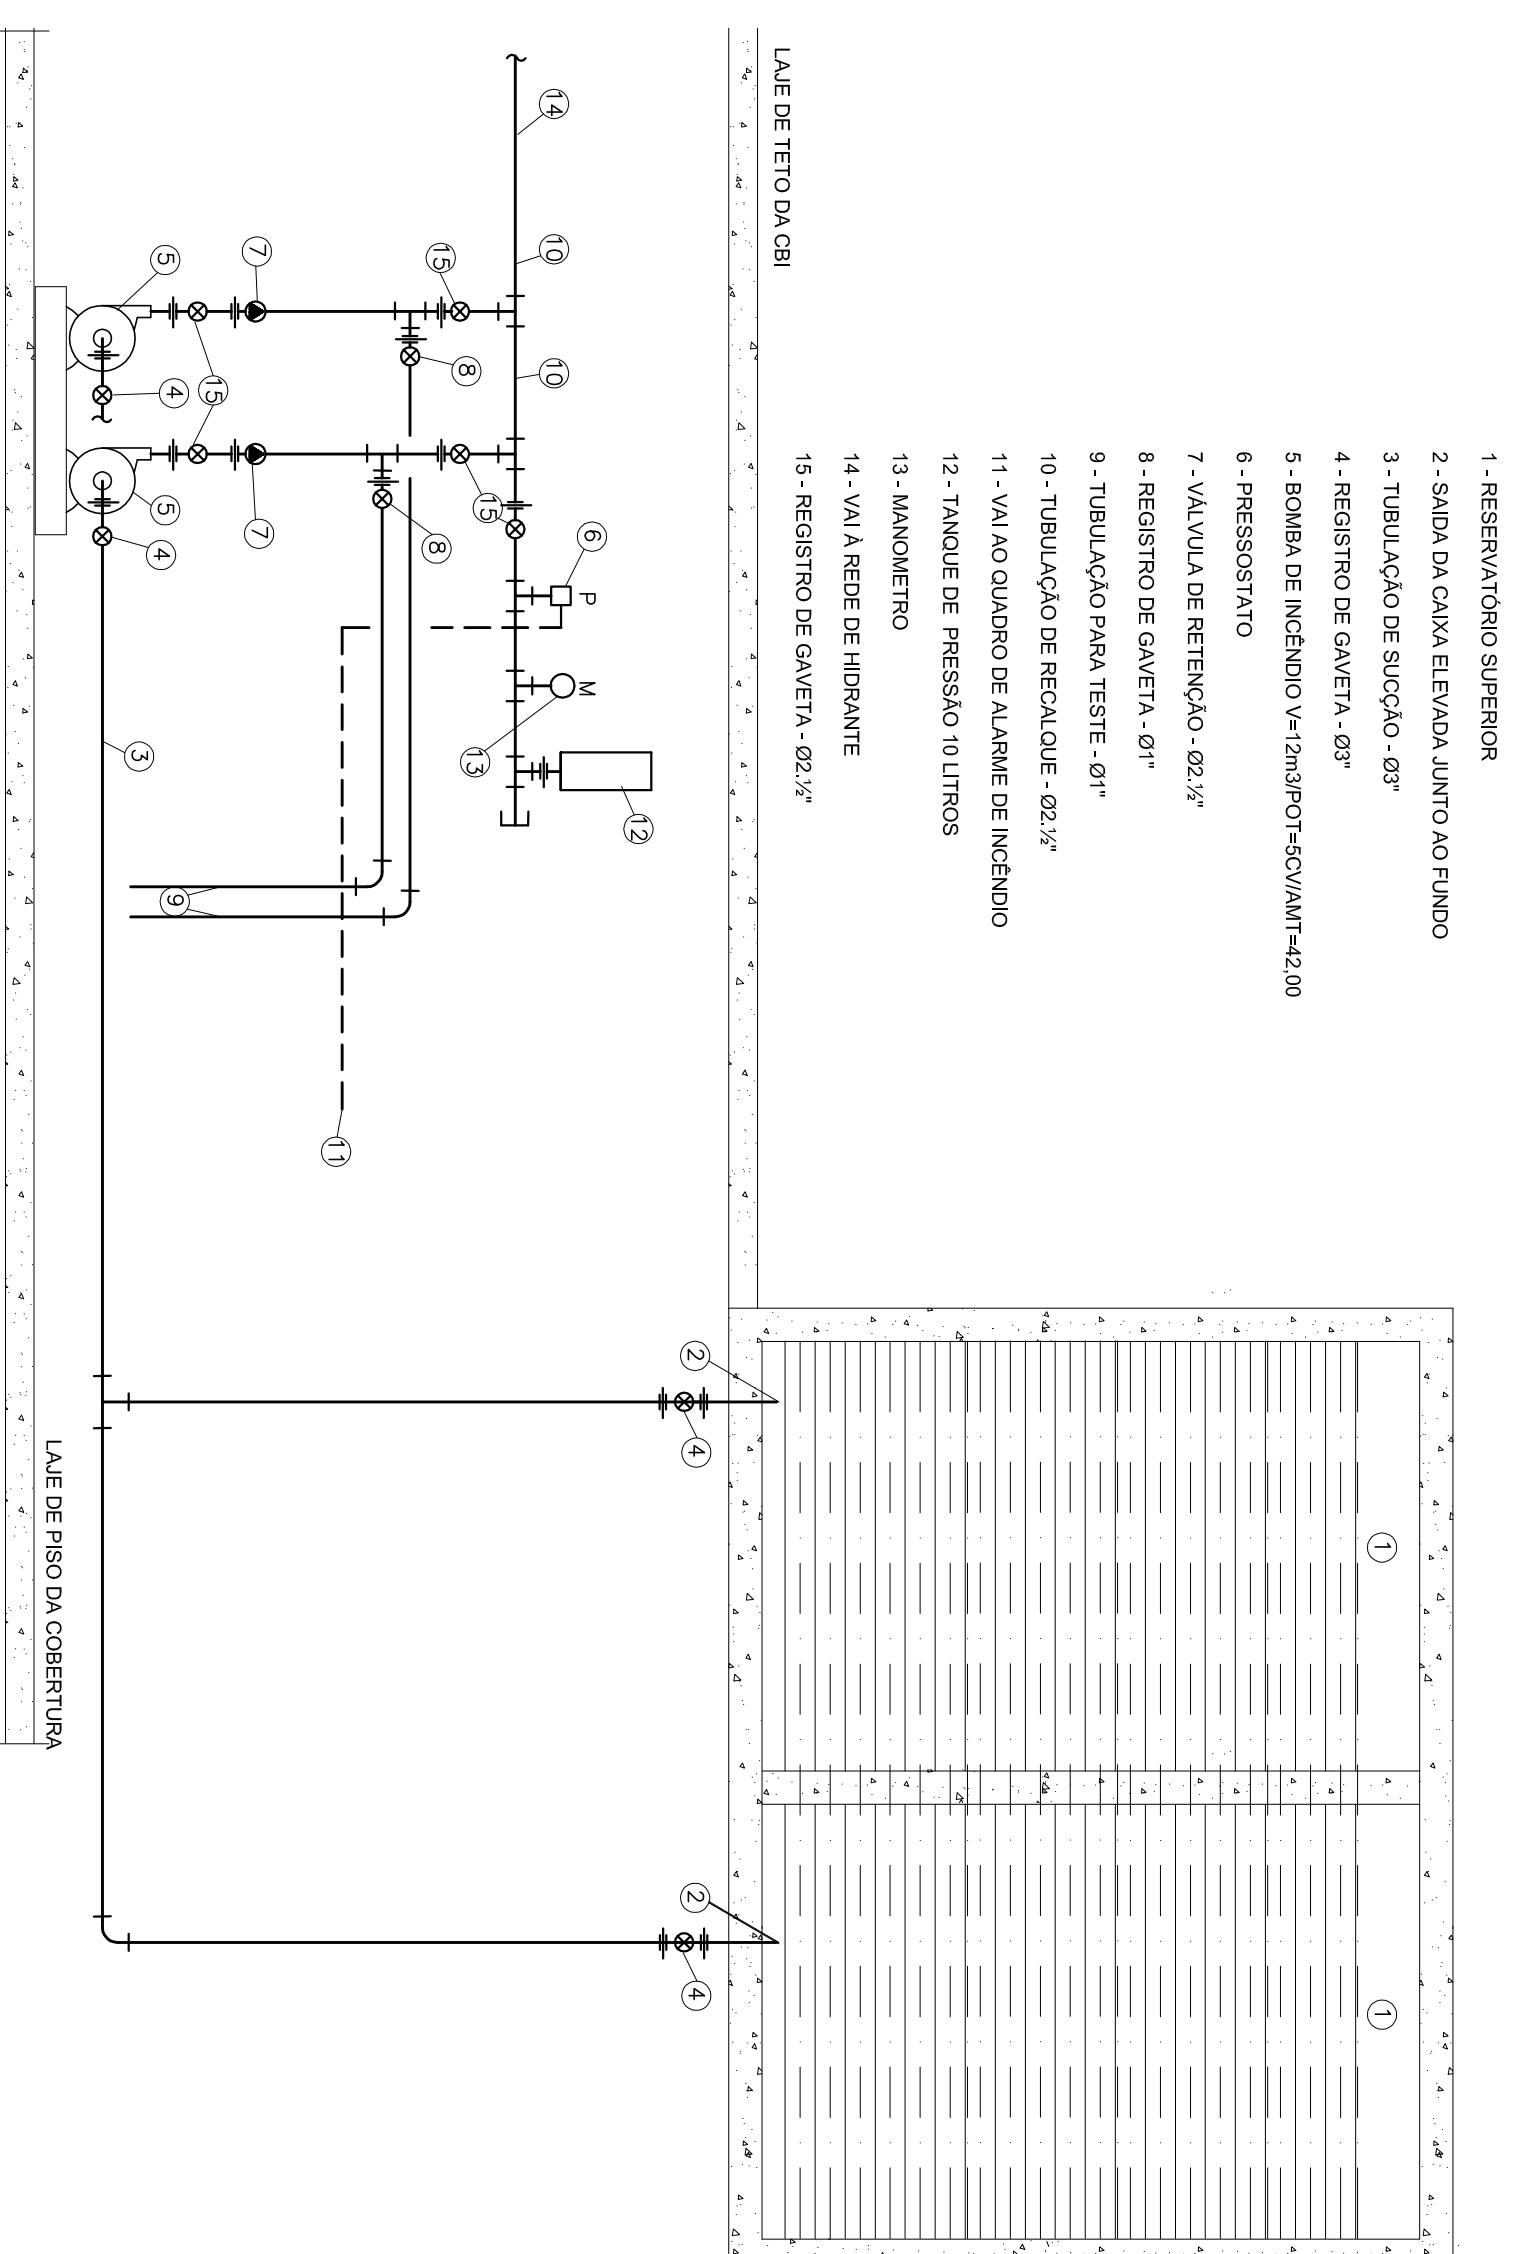 1 - RESERVATÓRIO SUPERIOR
2 - SAIDA DA CAIXA ELEVADA JUNTO AO FUNDO
3 - TUBULAÇÃO DE SUCÇÃO - Ø3"
4 - REGISTRO DE GAVETA - Ø3"
5 - BOMBA DE INCÊNDIO V=12m3/POT=5CV/AMT=42,00
6 - PRESSOSTATO
7 - VÁLVULA DE RETENÇÃO - Ø2.½"
8 - REGISTRO DE GAVETA - Ø1"
9 - TUBULAÇÃO PARA TESTE - Ø1"
10 - TUBULAÇÃO DE RECALQUE - Ø2.½"
11 - VAI AO QUADRO DE ALARME DE INCÊNDIO
12 - TANQUE DE  PRESSÃO 10 LITROS
13 - MANOMETRO
14 - VAI À REDE DE HIDRANTE
15 - REGISTRO DE GAVETA - Ø2.½"
1
1
LAJE DE TETO DA CBI
2
4
2
4
12
P
M
6
14
10
10
15
15
13
8
8
11
7
7
15
9
5
4
5
4
3
LAJE DE PISO DA COBERTURA